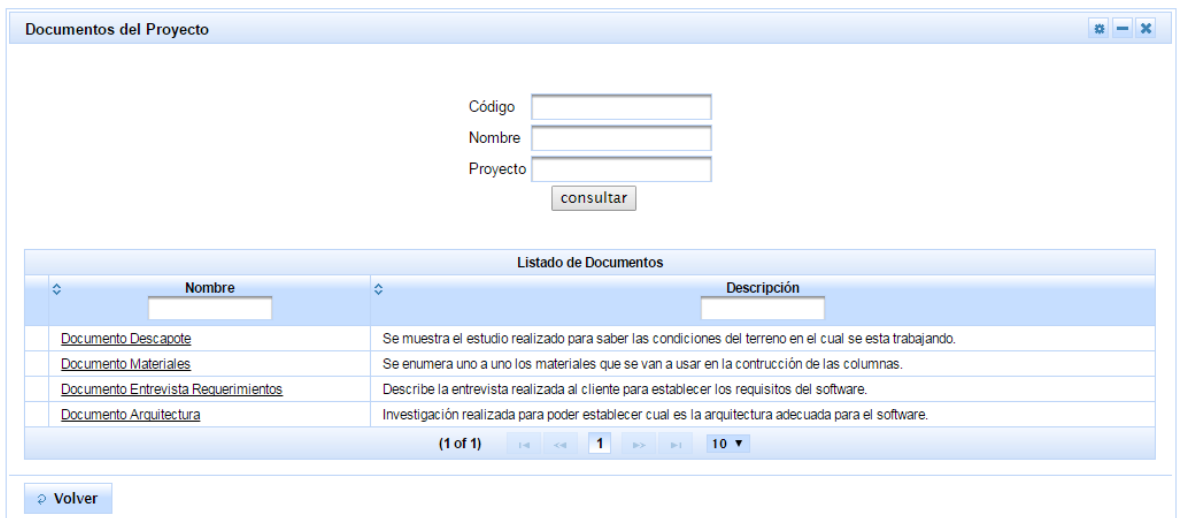 Documentos del Proyecto
Código
Nombre
Proyecto
consultar
Listado de Documentos
Nombre Descripción
Documento Descapote Se muestra el estudio realizado para saber las condiciones del terreno en el cual se esta trabajando.
Documento Materiales Se enumera uno a uno los materiales que se van a usar en la contrucción de las columnas.
Documento Entrevista Requerimientos Describe la entrevista realizada al cliente para establecer los requisitos del software.
Documento Arquitectura Investigación realizada para poder establecer cual es la arquitectura adecuada para el software.
(1 of 1) 1 10
Volver